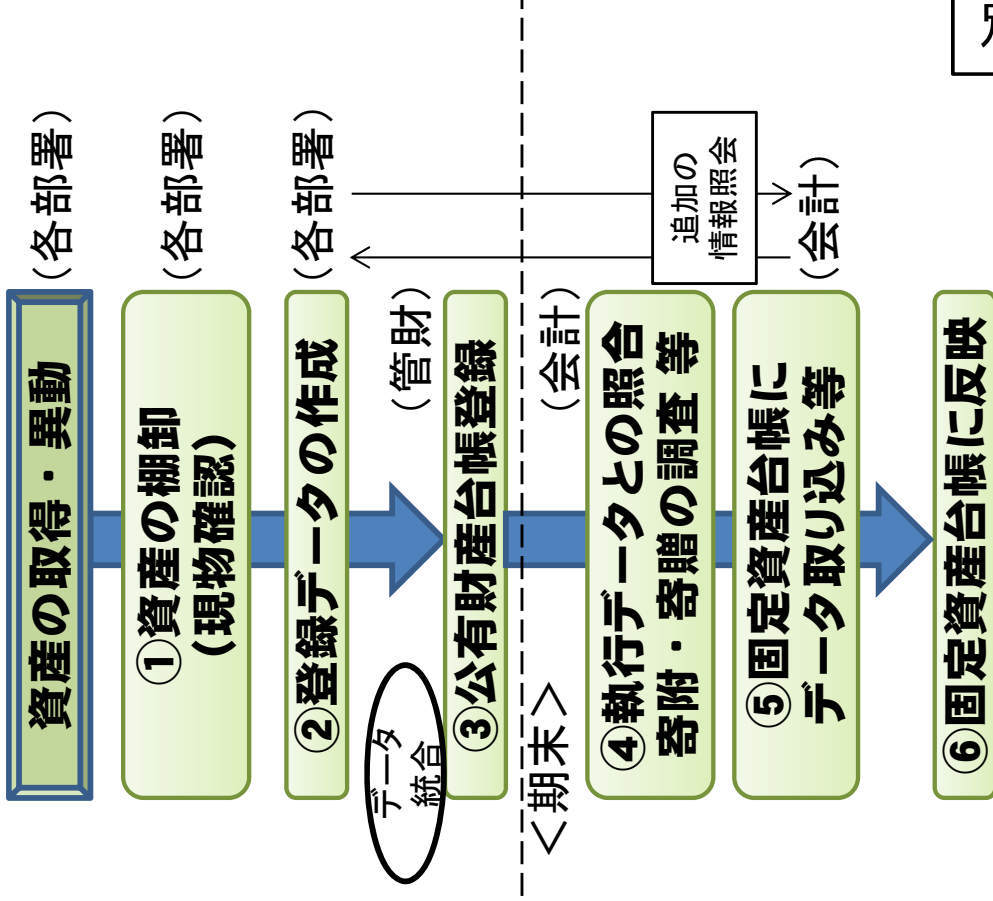 資産の取得・異動
（各部署）
①資産の棚卸
（現物確認）
（各部署）
②登録データの作成
（各部署）
データ
統合
（管財）
③公有財産台帳登録
＜期末＞
（会計）
④執行データとの照合
寄附・寄贈の調査 等
追加の
情報照会
⑤固定資産台帳に
データ取り込み等
（会計）
⑥固定資産台帳に反映